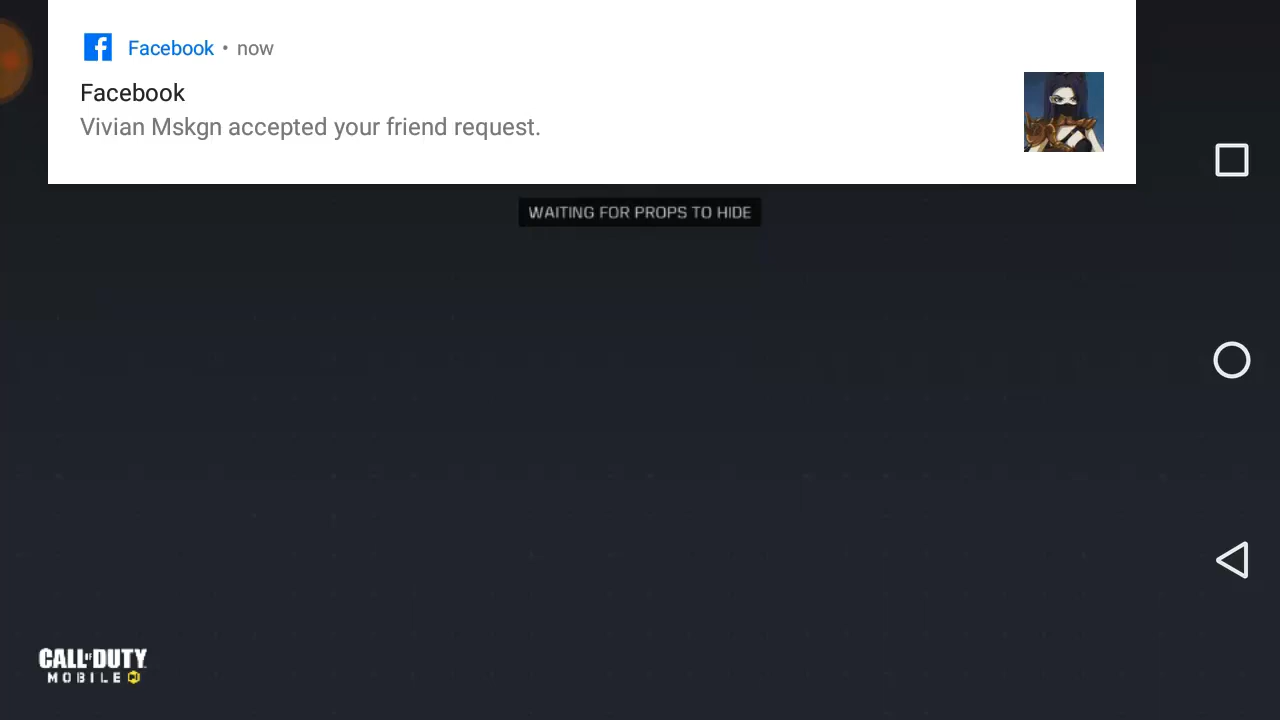 Facebook • now
Facebook
Vivian Mskgn accepted your friend request.
WAITING FOR PROPS TO HIDE
CALL OF DUTY
MOBILE